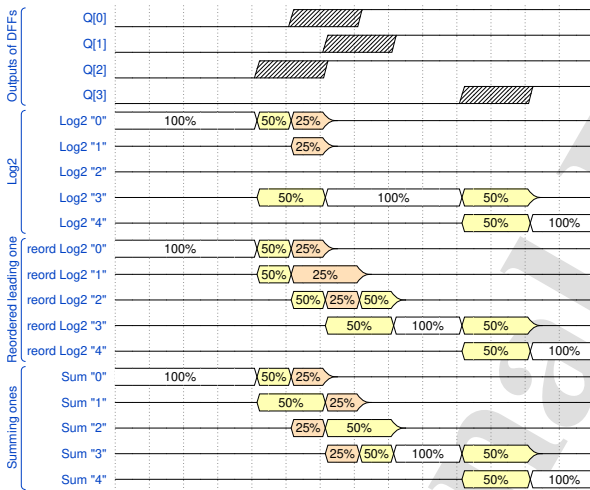 Outputs of DFFs
Q[0]
Q[1]
Q[2]
Q[3]
Log2
Log2 "0" 100% 50% 25%
Log2 "1" 25%
Log2 "2"
Log2 "3" 50% 100% 50%
Log2 "4" 50% 100%
Reordered leading one
reord Log2 "0" 100% 50% 25%
reord Log2 "1" 50% 25%
reord Log2 "2" 50% 25% 50%
reord Log2 "3" 50% 100% 50%
reord Log2 "4" 50% 100%
Summing ones
Sum "0" 100% 50% 25%
Sum "1" 50% 25%
Sum "2" 25% 50%
Sum "3" 25% 50% 100% 50%
Sum "4" 50% 100%